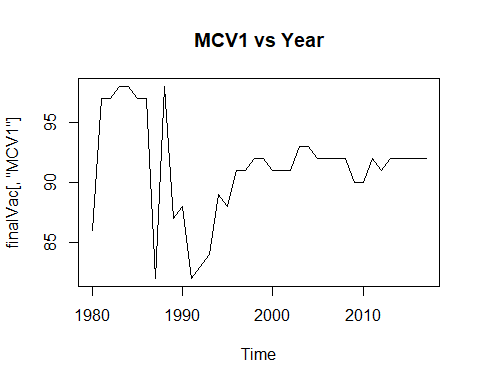 MCV1 vs Year
finalVac[, "MCV1"]
95
90
85
1980 1990 2000 2010
Time